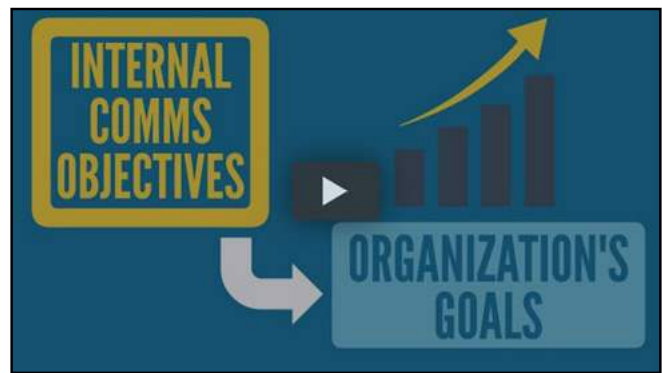 INTERNAL
COMMS
OBJECTIVES
ORGANIZATION'S
GOALS